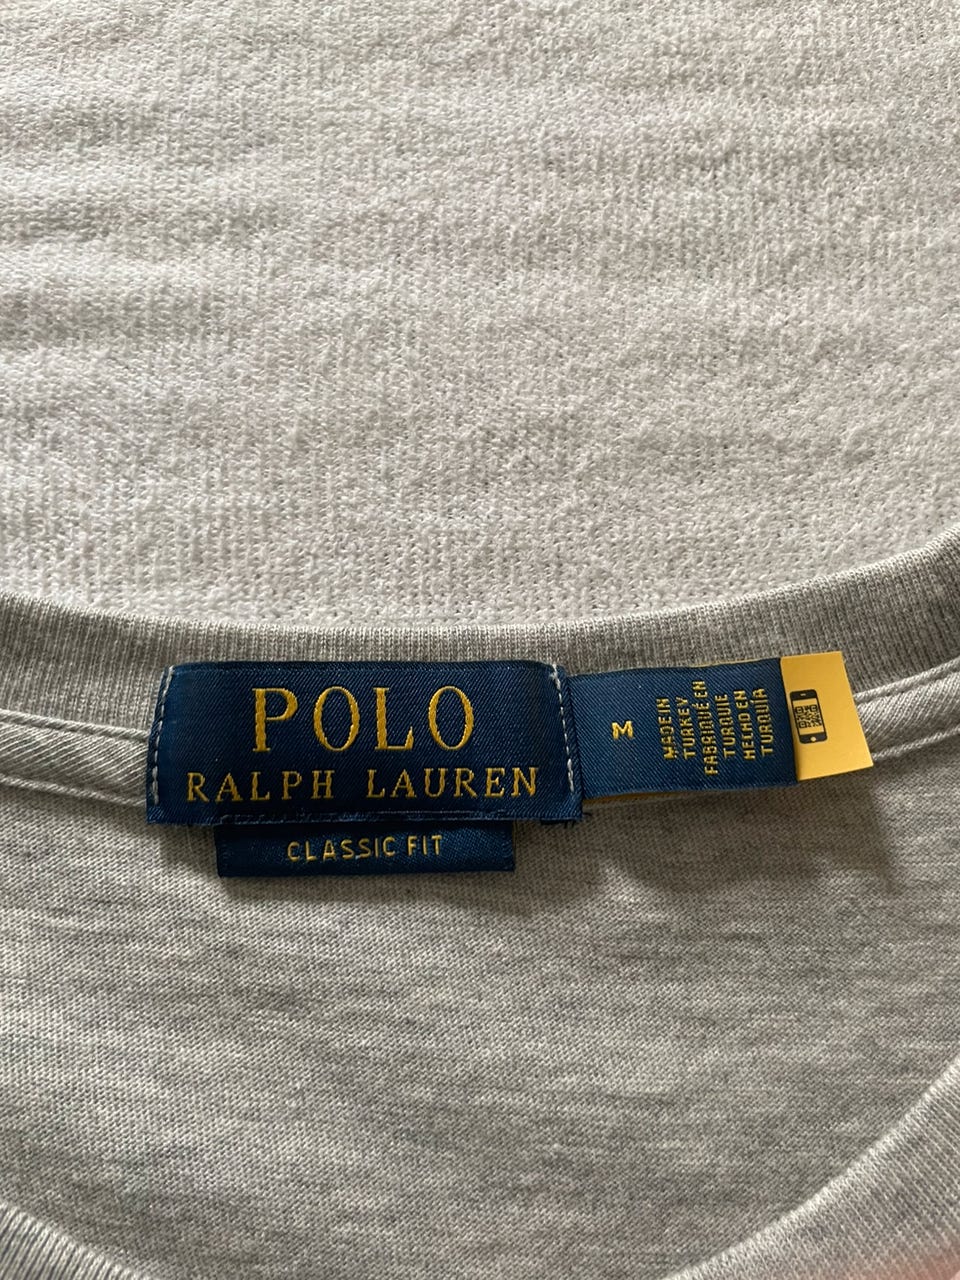 POLO
RALPH LAUREN
CLASSIC FIT
M
MADE IN
TURKEY
FABRIQUÉ EN
TURQUIE
HECHO EN
TURQUÍA